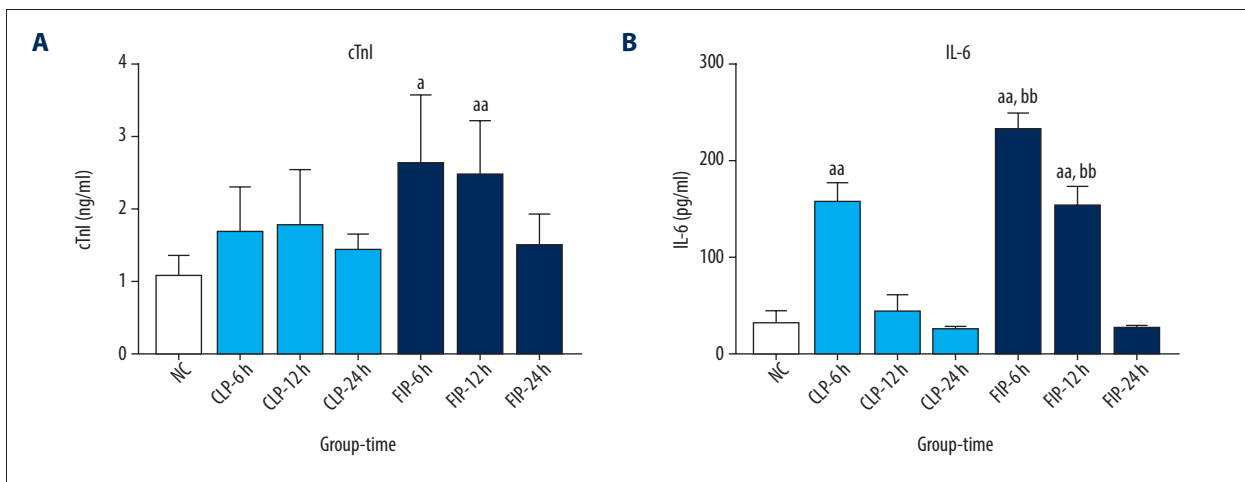 A
cTnI
4
3
2
1
0
cTnI (ng/ml)
a
aa
NC
CLP-6 h
CLP-12 h
CLP-24 h
FIP-6 h
FIP-12 h
FIP-24 h
Group-time
B
IL-6
300
200
100
0
IL-6 (pg/ml)
aa
aa, bb
aa, bb
NC
CLP-6 h
CLP-12 h
CLP-24 h
FIP-6 h
FIP-12 h
FIP-24 h
Group-time